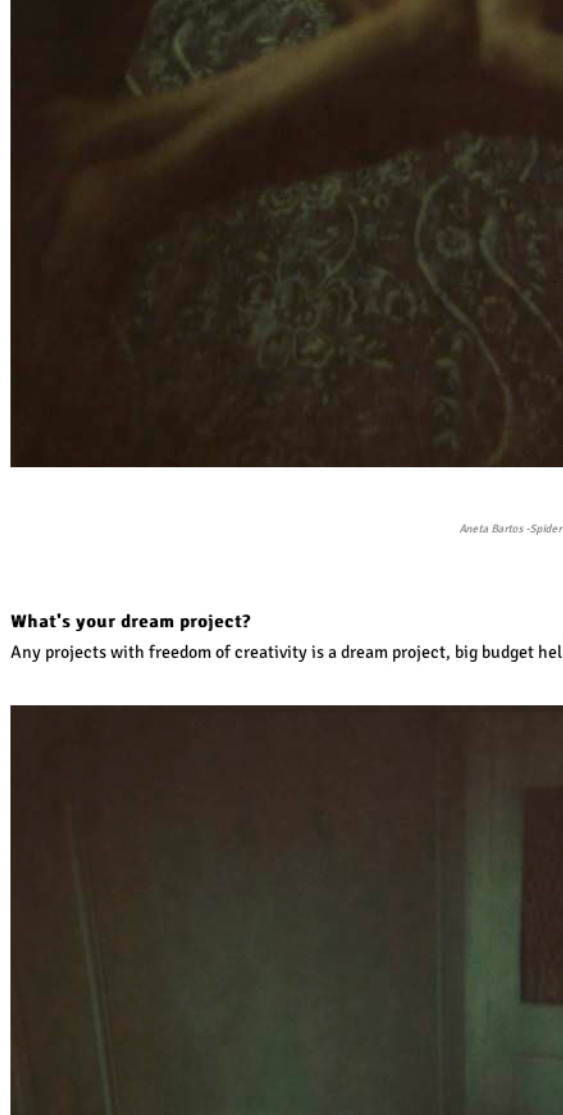 Aneta Bartos -Spider
What's your dream project?
Any projects with freedom of creativity is a dream project, big budget hel